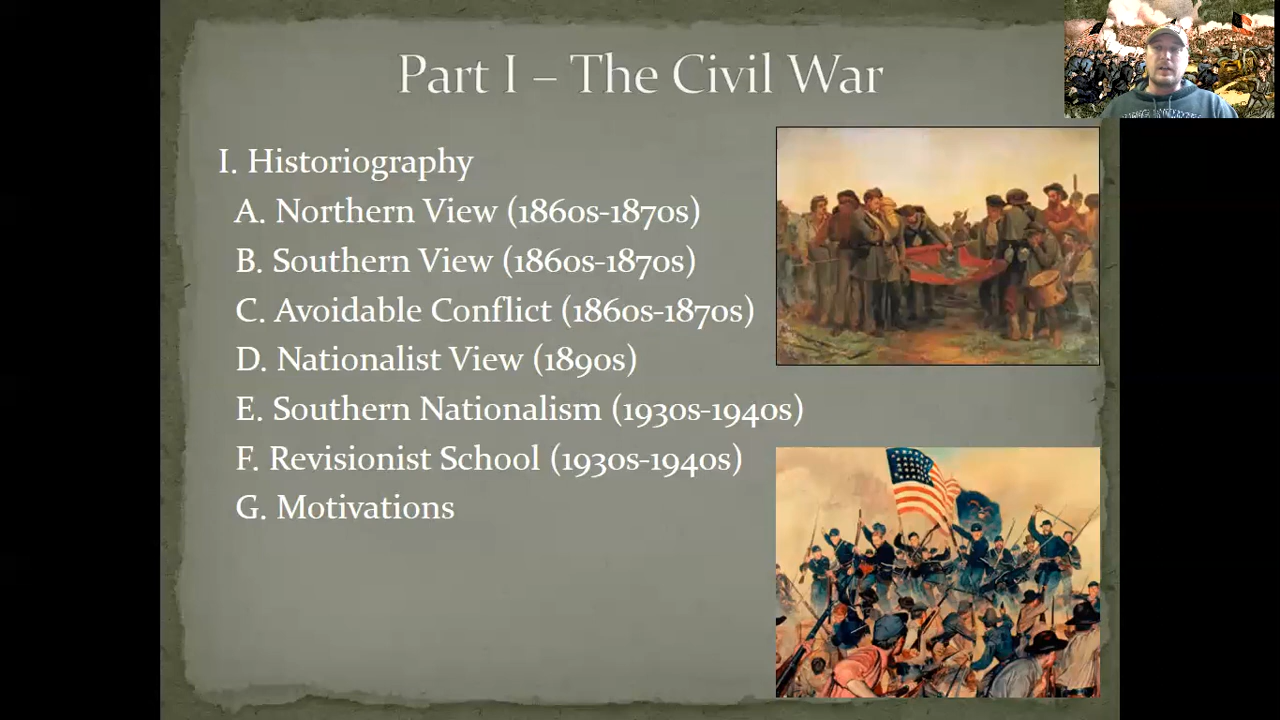 Part I – The Civil War
I. Historiography
A. Northern View (1860s-1870s)
B. Southern View (1860s-1870s)
C. Avoidable Conflict (1860s-1870s)
D. Nationalist View (1890s)
E. Southern Nationalism (1930s-1940s)
F. Revisionist School (1930s-1940s)
G. Motivations